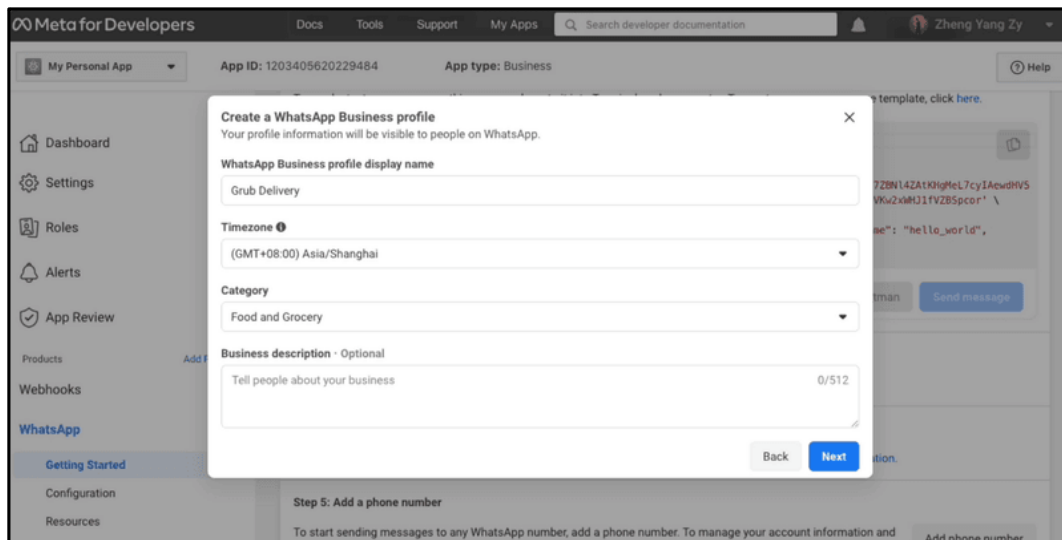 Meta for Developers Docs Tools Support My Apps Search developer documentation Zheng Yang Zy
My Personal App App ID: 1203405620229484 App type: Business Help
template, click here.
Create a WhatsApp Business profile
Your profile information will be visible to people on WhatsApp.
WhatsApp Business profile display name
Grub Delivery
Timezone
(GMT+08:00) Asia/Shanghai
Category
Food and Grocery
Business description · Optional
Tell people about your business 0/512
Back Next
Dashboard
Settings
Roles
Alerts
App Review
Products Add
Webhooks
WhatsApp
Getting Started
Configuration
Resources
me": "hello_world",
Send message
Step 5: Add a phone number
To start sending messages to any WhatsApp number, add a phone number. To manage your account information and
Add phone number